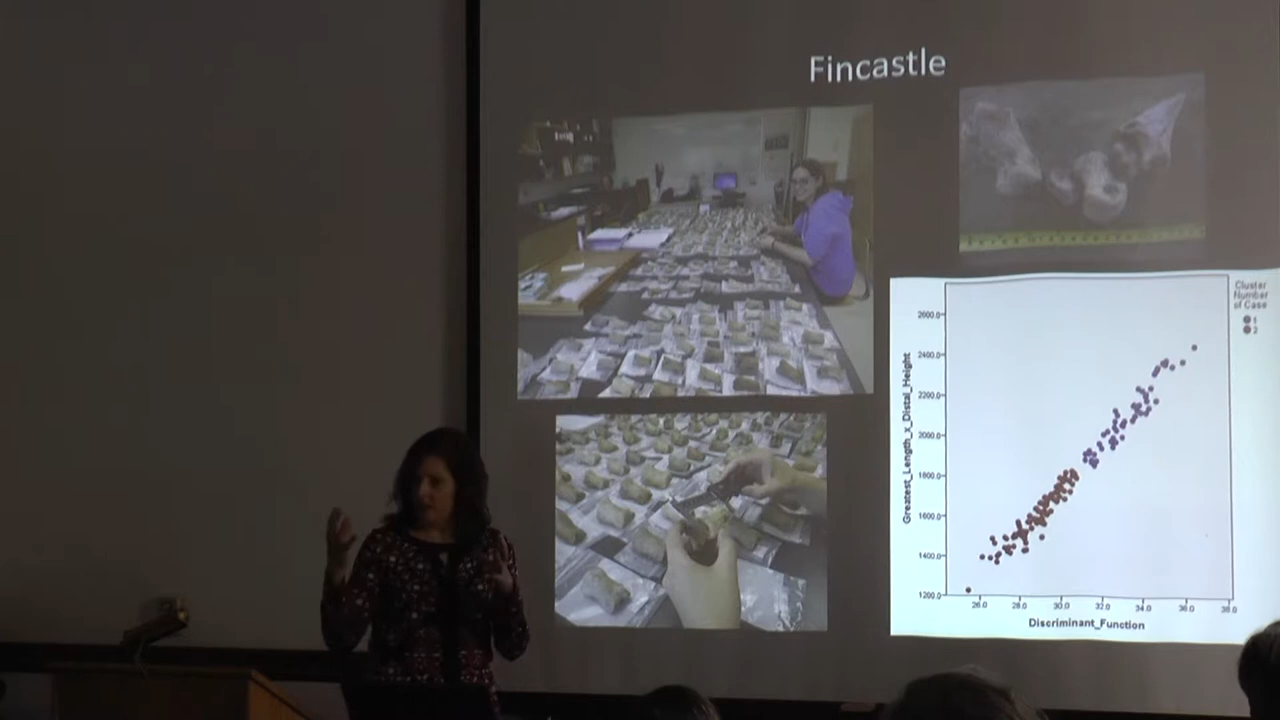 Fincastle
Cluster
Number
of Case
1
2
Greatest_Length_x_Distal_Height
2600.0
2400.0
2200.0
2000.0
1800.0
1600.0
1400.0
1200.0
26.0 28.0 30.0 32.0 34.0 36.0 38.0
Discriminant_Function